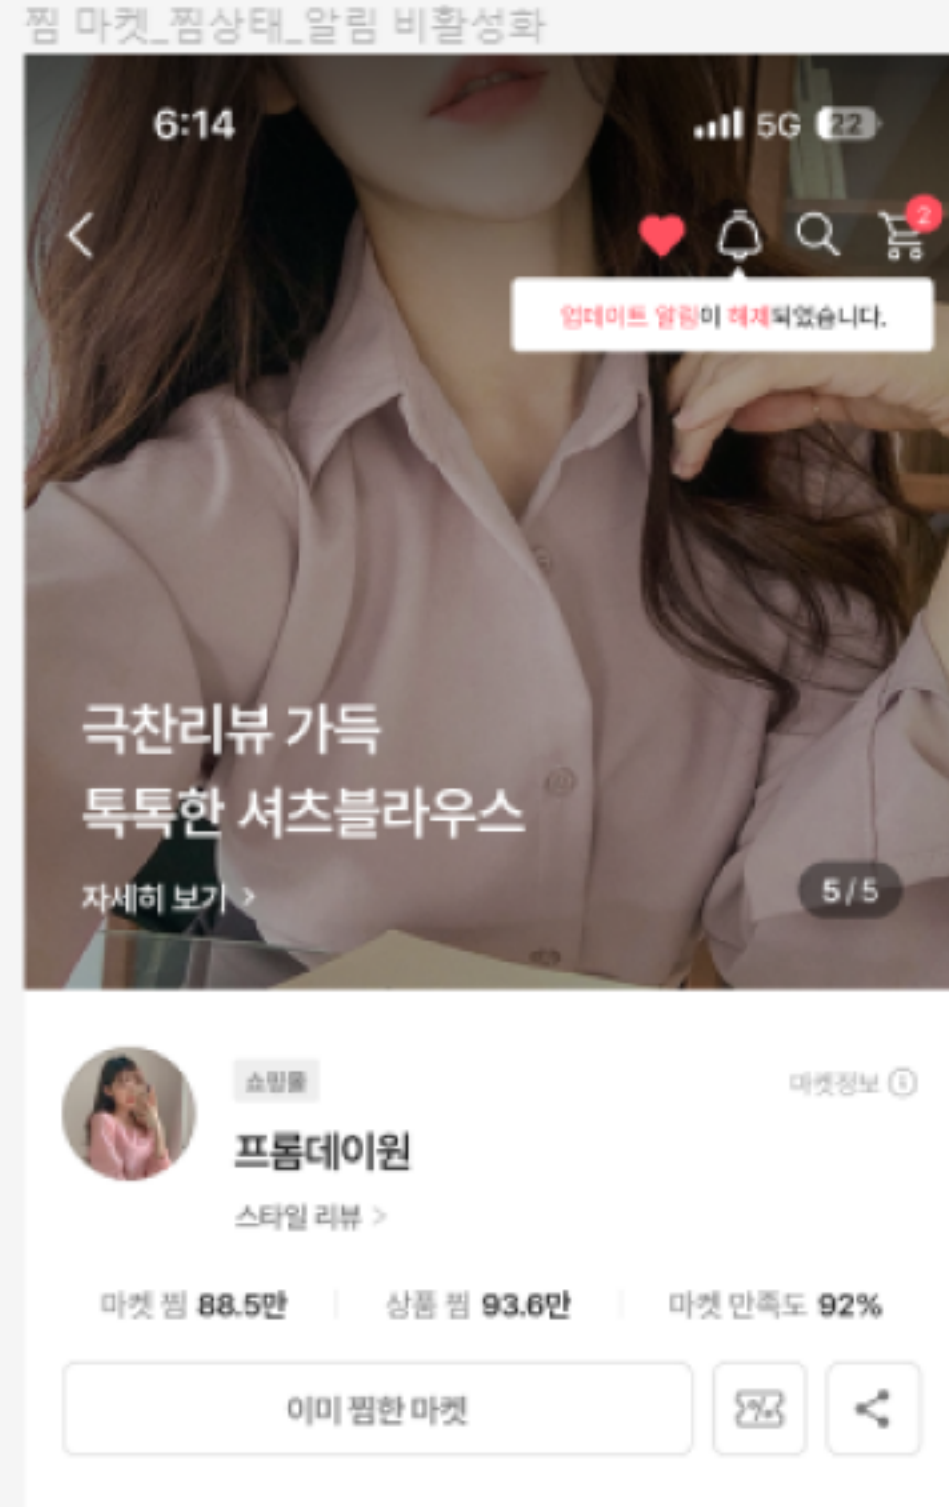 찜 마켓_찜상태_알림 비활성화
6:14 5G 22
2
업데이트 알림이 해제되었습니다.
극찬리뷰 가득
톡톡한 셔츠블라우스
자세히 보기 >
5/5
쇼핑몰
마켓정보
프롬데이원
스타일 리뷰 >
마켓 찜 88.5만 상품 찜 93.6만 마켓 만족도 92%
이미 찜한 마켓